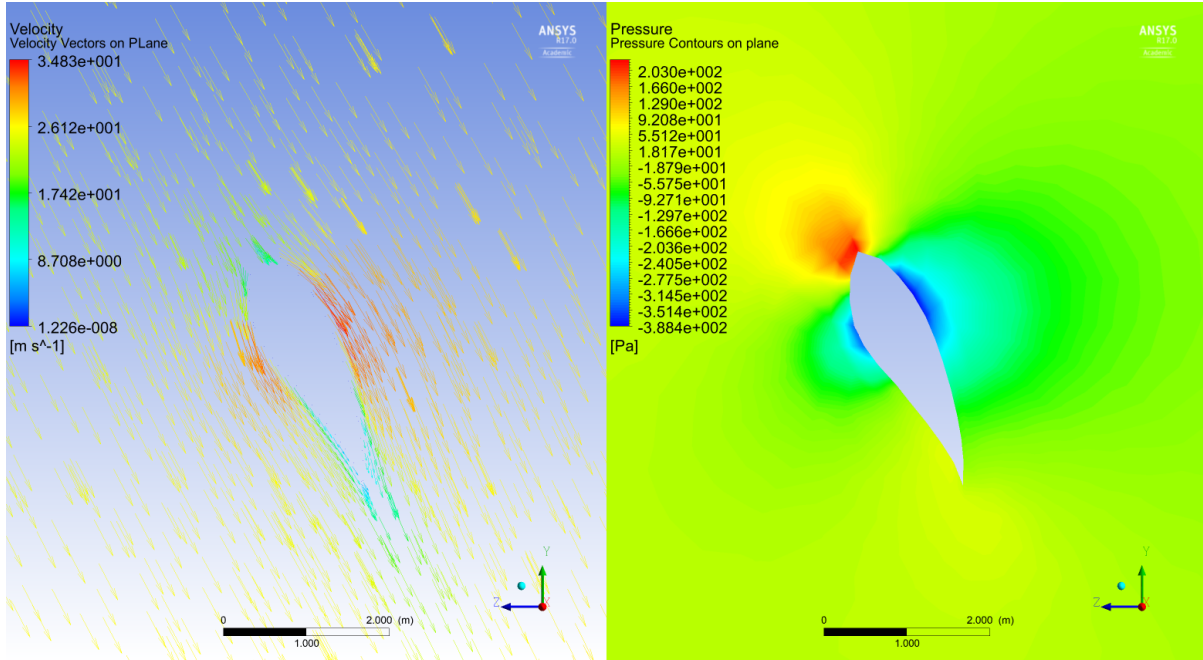 Velocity
Velocity Vectors on PLane
3.483e+001
2.612e+001
1.742e+001
8.708e+000
1.226e-008
[m s^-1]
ANSYS
R17.0
Academic
Y
Z
X
0
2.000 (m)
1.000
Pressure
Pressure Contours on plane
2.030e+002
1.660e+002
1.290e+002
9.208e+001
5.512e+001
1.817e+001
-1.879e+001
-5.575e+001
-9.271e+001
-1.297e+002
-1.666e+002
-2.036e+002
-2.405e+002
-2.775e+002
-3.145e+002
-3.514e+002
-3.884e+002
[Pa]
ANSYS
R17.0
Academic
Y
Z
X
0
2.000 (m)
1.000